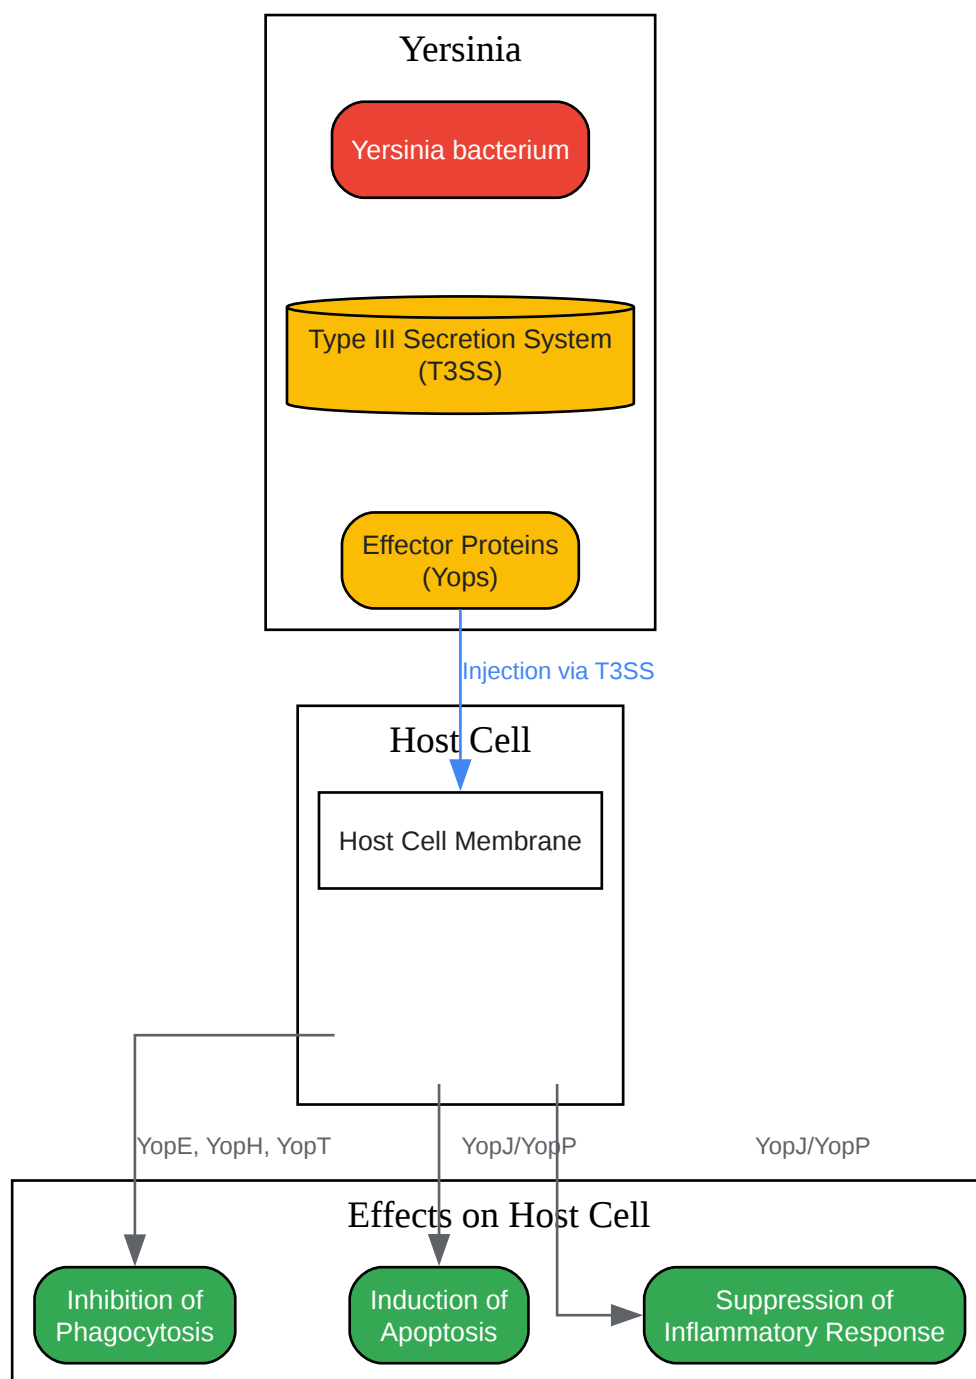 Yersinia
Yersinia bacterium
Type III Secretion System
(T3SS)
Effector Proteins
(Yops)
Injection via T3SS
Host Cell
Host Cell Membrane
YopE, YopH, YopT
YopJ/YopP
YopJ/YopP
Effects on Host Cell
Inhibition of
Phagocytosis
Induction of
Apoptosis
Suppression of
Inflammatory Response